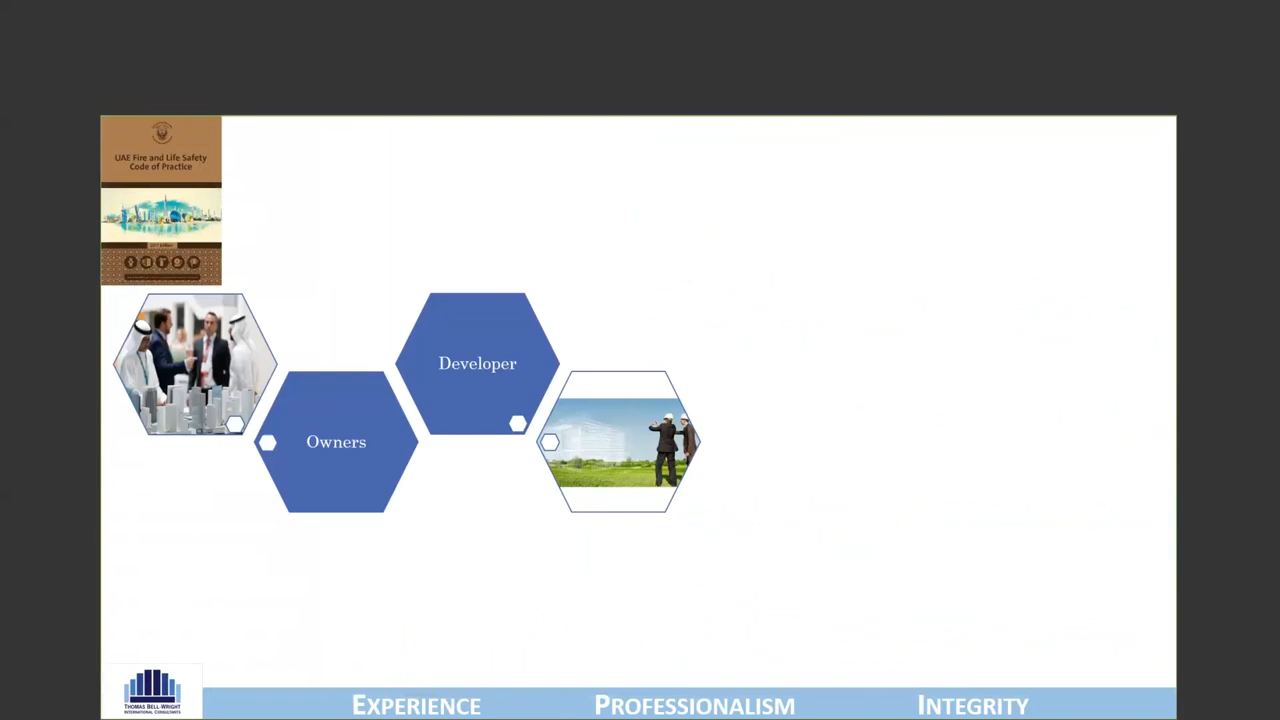 UAE Fire and Life Safety
Code of Practice
Developer
Owners
THOMAS BELL-WRIGHT
INTERNATIONAL CONSULTANTS
EXPERIENCE
PROFESSIONALISM
INTEGRITY